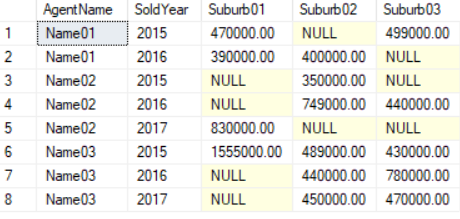 AgentName SoldYear Suburb01 Suburb02 Suburb03
1 Name01 2015 470000.00 NULL 499000.00
2 Name01 2016 390000.00 400000.00 NULL
3 Name02 2015 NULL 350000.00 NULL
4 Name02 2016 NULL 749000.00 440000.00
5 Name02 2017 830000.00 NULL NULL
6 Name03 2015 1555000.00 489000.00 430000.00
7 Name03 2016 NULL 440000.00 780000.00
8 Name03 2017 NULL 450000.00 470000.00